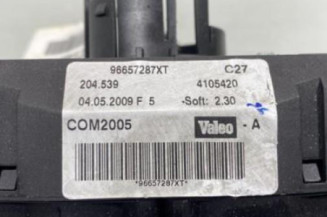 96657287XT C27
204.539 4105420
04.05.2009 F 5 -Soft: 2.30
COM2005 Valeo - A
*96657287XT*